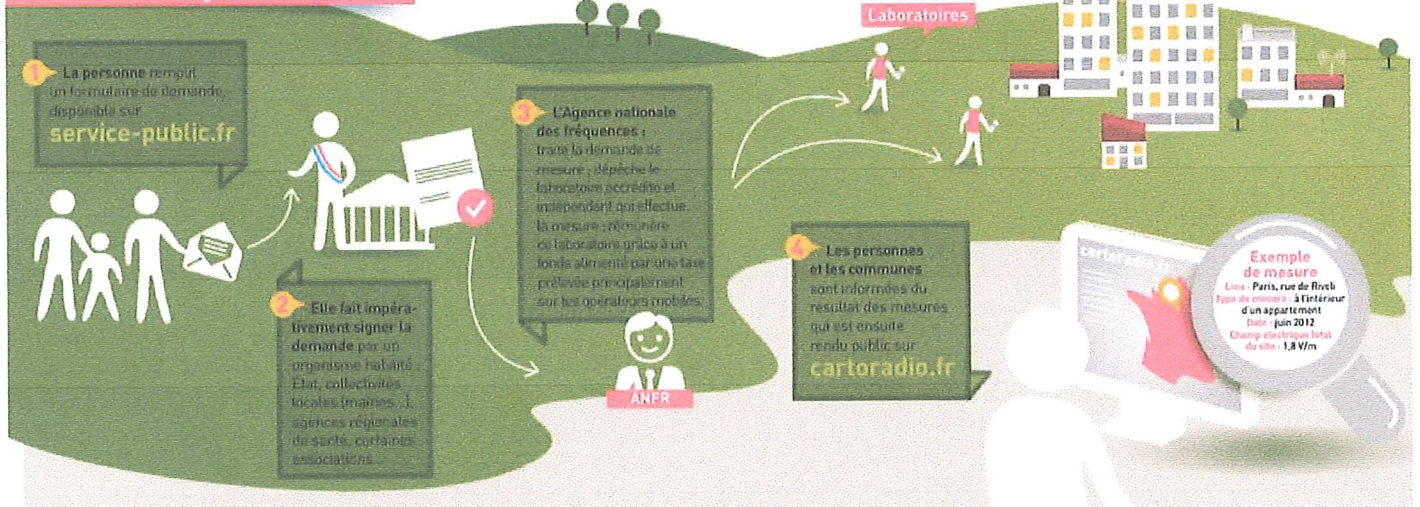 Laboratoires
1 La personne remplit
un formulaire de demande,
disponible sur
service-public.fr
2 Elle fait impéra-
tivement signer la
demande par un
organisme habilité :
État, collectivités
locales (mairies...),
agences régionales
de santé, certaines
associations...
3 L'Agence nationale
des fréquences :
traite la demande de
mesure ; dépêche le
laboratoire accrédité et
indépendant qui effectue
la mesure ; rémunère
ce laboratoire grâce à un
fonds alimenté par une taxe
prélevée principalement
sur les opérateurs mobiles.
ANFR
4 Les personnes
et les communes
sont informées du
résultat des mesures
qui est ensuite
rendu public sur
cartoradio.fr
cartoradio.fr
Exemple
de mesure
Lieu : Paris, rue de Rivoli
Type de mesure : à l'intérieur
d'un appartement
Date : juin 2012
Champ électrique total
du site : 1,8 V/m